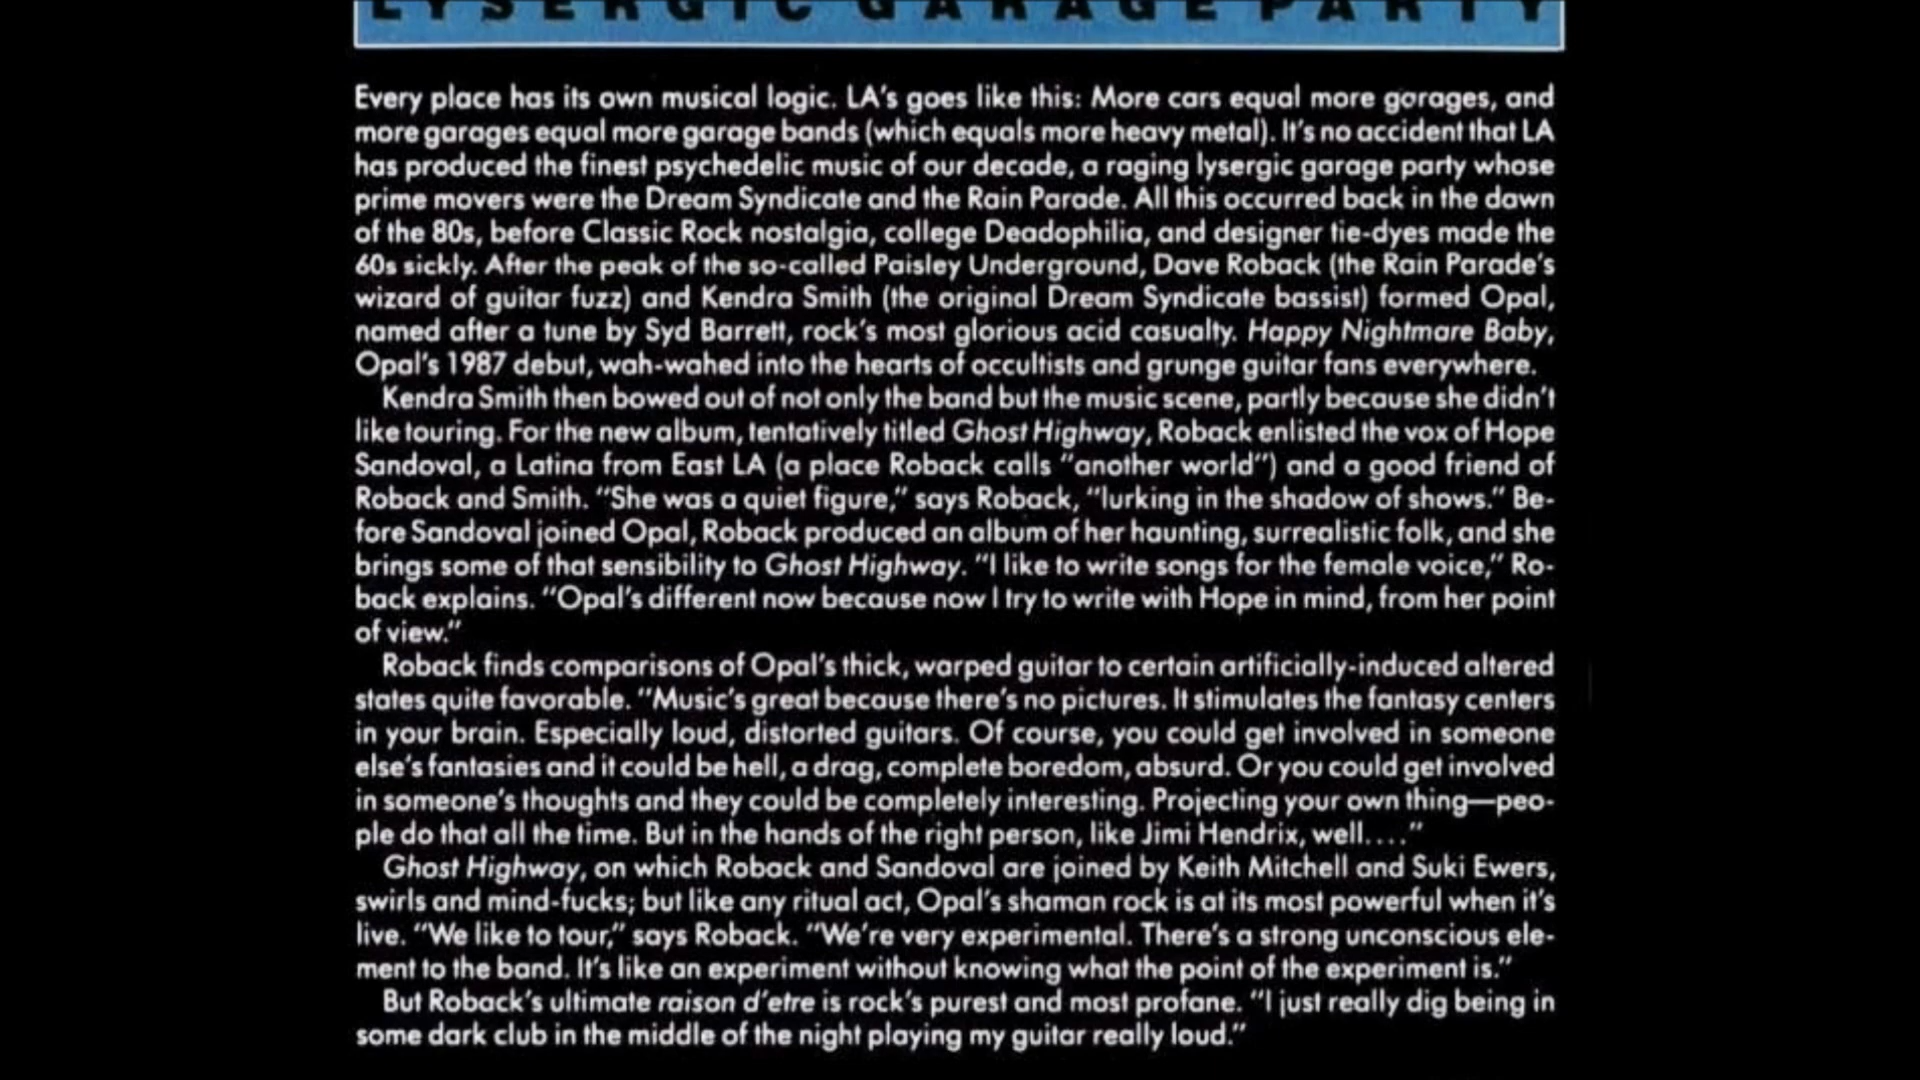 LYSERGIC GARAGE PARTY
Every place has its own musical logic. LA's goes like this: More cars equal more garages, and
more garages equal more garage bands (which equals more heavy metal). It's no accident that LA
has produced the finest psychedelic music of our decade, a raging lysergic garage party whose
prime movers were the Dream Syndicate and the Rain Parade. All this occurred back in the dawn
of the 80s, before Classic Rock nostalgia, college Deadophilia, and designer tie-dyes made the
60s sickly. After the peak of the so-called Paisley Underground, Dave Roback (the Rain Parade's
wizard of guitar fuzz) and Kendra Smith (the original Dream Syndicate bassist) formed Opal,
named after a tune by Syd Barrett, rock's most glorious acid casualty. Happy Nightmare Baby,
Opal's 1987 debut, wah-wahed into the hearts of occultists and grunge guitar fans everywhere.
Kendra Smith then bowed out of not only the band but the music scene, partly because she didn't
like touring. For the new album, tentatively titled Ghost Highway, Roback enlisted the vox of Hope
Sandoval, a Latina from East LA (a place Roback calls "another world") and a good friend of
Roback and Smith. "She was a quiet figure," says Roback, "lurking in the shadow of shows." Be-
fore Sandoval joined Opal, Roback produced an album of her haunting, surrealistic folk, and she
brings some of that sensibility to Ghost Highway. "I like to write songs for the female voice," Ro-
back explains. "Opal's different now because now I try to write with Hope in mind, from her point
of view."
Roback finds comparisons of Opal's thick, warped guitar to certain artificially-induced altered
states quite favorable. "Music's great because there's no pictures. It stimulates the fantasy centers
in your brain. Especially loud, distorted guitars. Of course, you could get involved in someone
else's fantasies and it could be hell, a drag, complete boredom, absurd. Or you could get involved
in someone's thoughts and they could be completely interesting. Projecting your own thing—peo-
ple do that all the time. But in the hands of the right person, like Jimi Hendrix, well...."
Ghost Highway, on which Roback and Sandoval are joined by Keith Mitchell and Suki Ewers,
swirls and mind-fucks; but like any ritual act, Opal's shaman rock is at its most powerful when it's
live. "We like to tour," says Roback. "We're very experimental. There's a strong unconscious ele-
ment to the band. It's like an experiment without knowing what the point of the experiment is."
But Roback's ultimate raison d'etre is rock's purest and most profane. "I just really dig being in
some dark club in the middle of the night playing my guitar really loud."